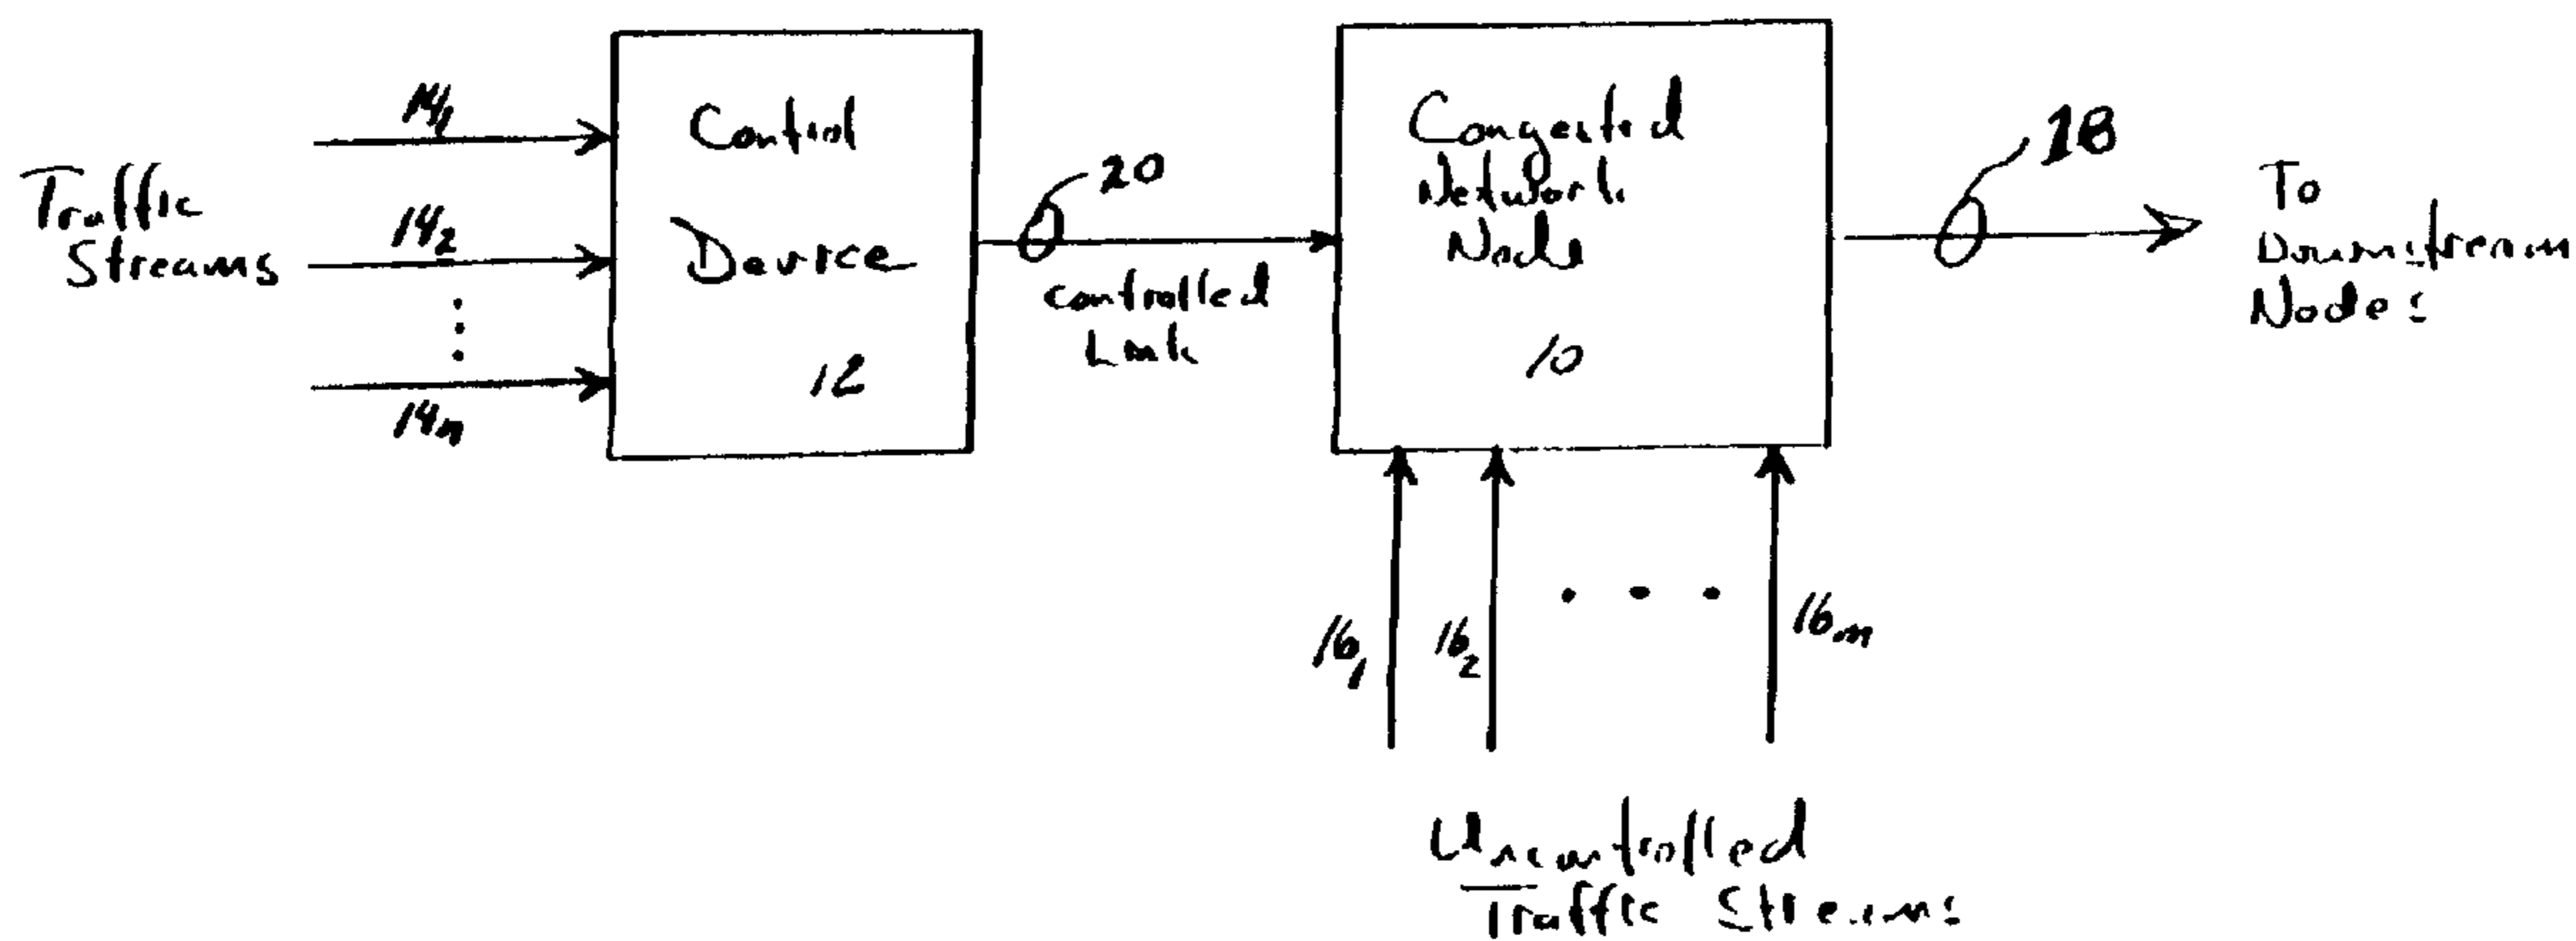 Traffic
Streams
14₁
14₂
14ₙ
Control
Device
12
20
Controlled
Link
Congested
Network
Node
10
18
To
Downstream
Nodes
16₁
16₂
16ₘ
Uncontrolled
Traffic Streams